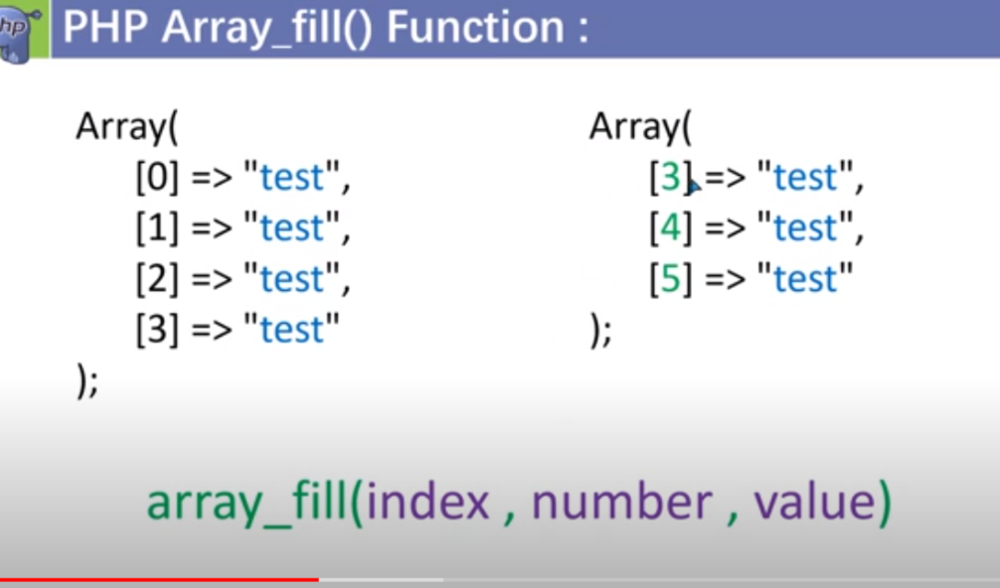 hp
PHP Array_fill() Function :
Array(
[0] => "test",
[1] => "test",
[2] => "test",
[3] => "test"
);
Array(
[3] => "test",
[4] => "test",
[5] => "test"
);
array_fill(index , number , value)